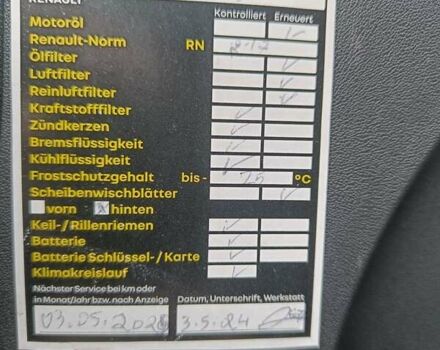 RENAULT
Kontrolliert Erneuert
Motoröl
Renault-Norm RN
Ölfilter
Luftfilter
Reinluftfilter
Kraftstofffilter
Zündkerzen
Bremsflüssigkeit
Kühlflüssigkeit
Frostschutzgehalt bis- 25 °C
Scheibenwischblätter
vorn hinten
Keil-/Rillenriemen
Batterie
Batterie Schlüssel-/Karte
Klimakreislauf
Nächster Service bei km oder
in Monat/Jahr bzw. nach Anzeige
Datum, Unterschrift, Werkstatt
03.05.2026 3.5.24